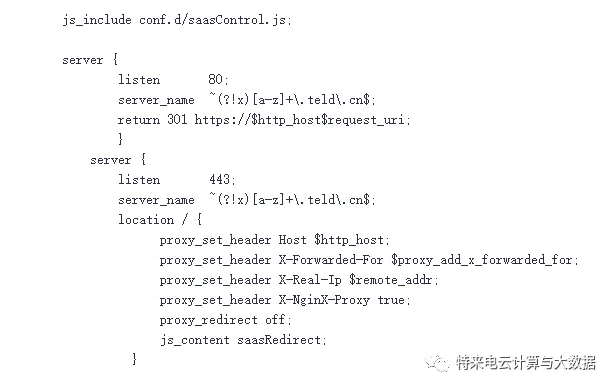 js_include conf.d/saasControl.js;
server {
listen 80;
server_name ~(?!x)[a-z]+\.teld\.cn$;
return 301 https://$http_host$request_uri;
}
server {
listen 443;
server_name ~(?!x)[a-z]+\.teld\.cn$;
location / {
proxy_set_header Host $http_host;
proxy_set_header X-Forwarded-For $proxy_add_x_forwarded_for;
proxy_set_header X-Real-Ip $remote_addr;
proxy_set_header X-NginX-Proxy true;
proxy_redirect off;
js_content saasRedirect;
}
特来电云计算与大数据